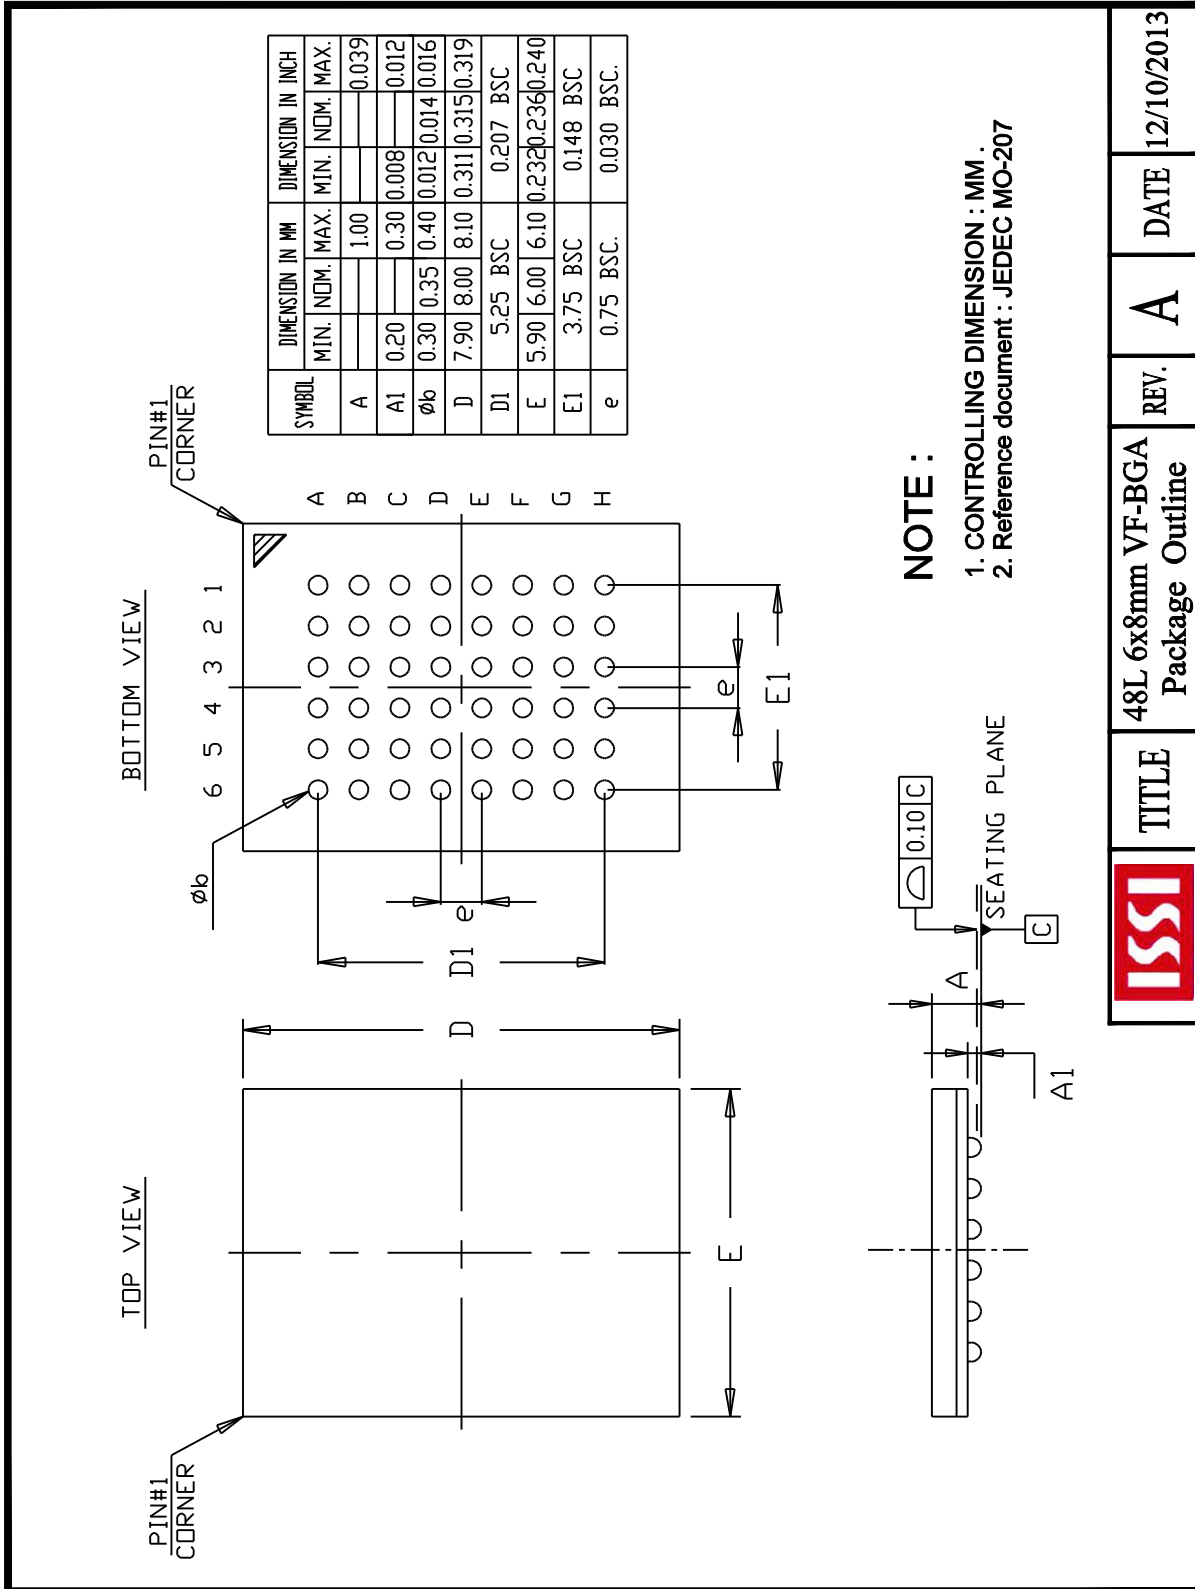 TOP VIEW
PIN#1
CORNER
D
E
BOTTOM VIEW
PIN#1
CORNER
6 5 4 3 2 1
A
B
C
D
E
F
G
H
øb
e
D1
e
E1
SYMBOL DIMENSION IN MM DIMENSION IN INCH
MIN. NOM. MAX. MIN. NOM. MAX.
A 1.00 0.039
A1 0.20 0.30 0.008 0.012
øb 0.30 0.35 0.40 0.012 0.014 0.016
D 7.90 8.00 8.10 0.311 0.315 0.319
D1 5.25 BSC 0.207 BSC
E 5.90 6.00 6.10 0.232 0.236 0.240
E1 3.75 BSC 0.148 BSC
e 0.75 BSC. 0.030 BSC.
A
A1
0.10 C
SEATING PLANE
C
NOTE :
1. CONTROLLING DIMENSION : MM .
2. Reference document : JEDEC MO-207
ISSI
TITLE
48L 6x8mm VF-BGA
Package Outline
REV.
A
DATE
12/10/2013